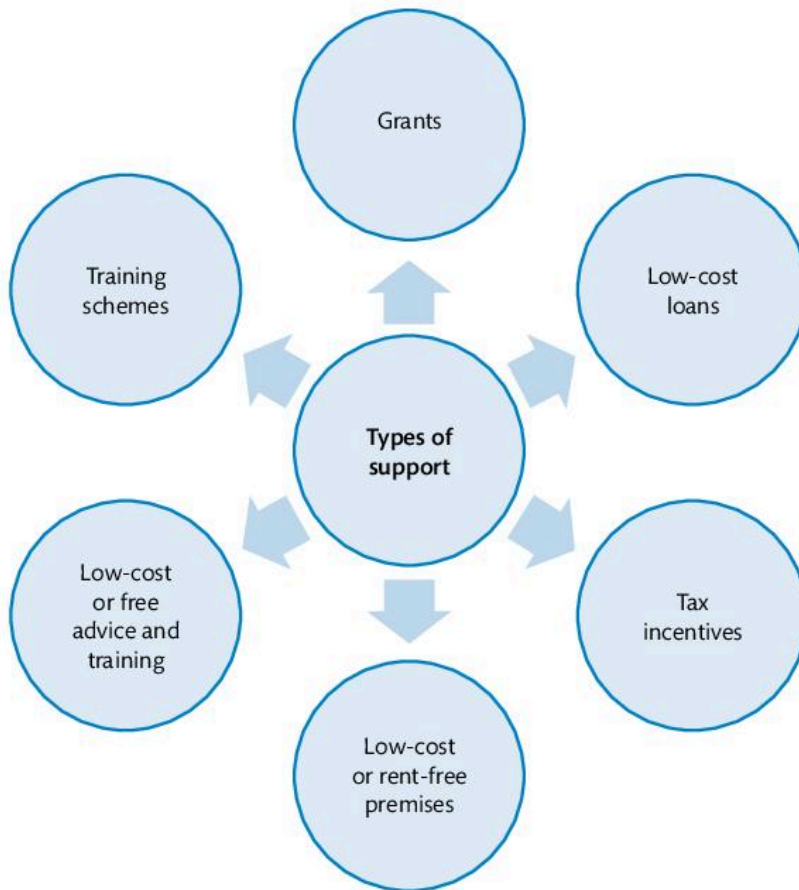 Grants
Training
schemes
Low-cost
loans
Types of
support
Low-cost
or free
advice and
training
Tax
incentives
Low-cost
or rent-free
premises